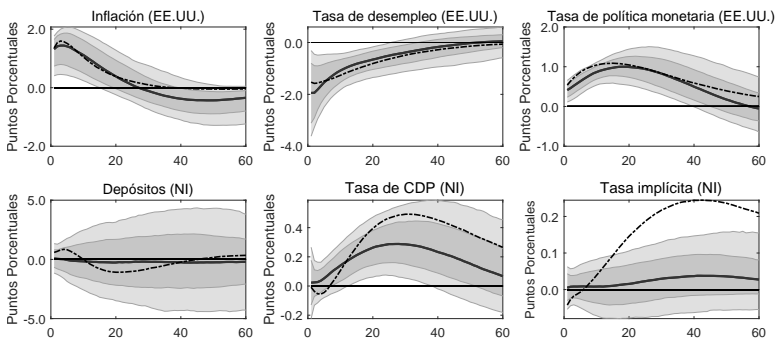 Inflación (EE.UU.)
Puntos Porcentuales
2.0
0.0
-2.0
0 20 40 60
Tasa de desempleo (EE.UU.)
Puntos Porcentuales
0.0
-2.0
-4.0
0 20 40 60
Tasa de política monetaria (EE.UU.)
Puntos Porcentuales
2.0
1.0
0.0
-1.0
0 20 40 60
Depósitos (NI)
Puntos Porcentuales
5.0
0.0
-5.0
0 20 40 60
Tasa de CDP (NI)
Puntos Porcentuales
0.4
0.2
0.0
-0.2
0 20 40 60
Tasa implícita (NI)
Puntos Porcentuales
0.2
0.1
0.0
0 20 40 60